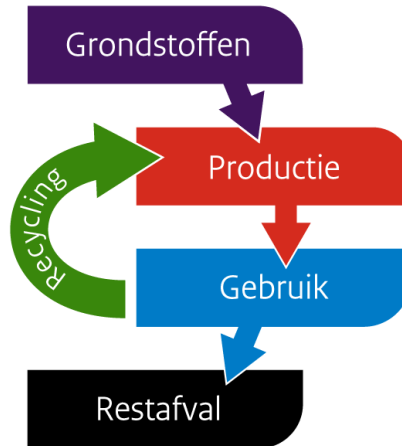 Grondstoffen
Productie
Recycling
Gebruik
Restafval